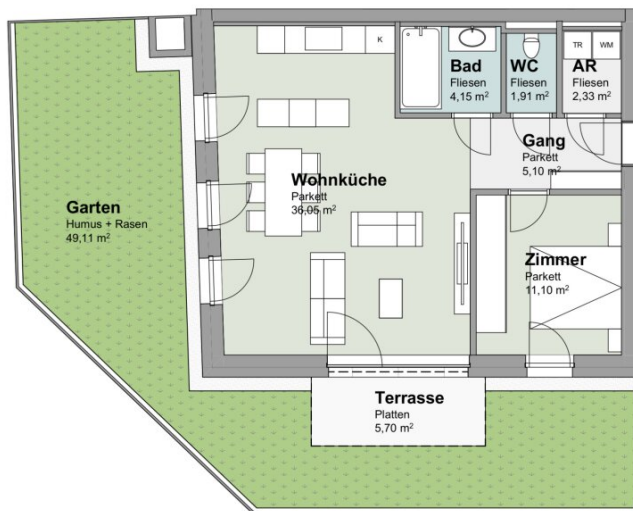 K
Bad
Fliesen
4,15 m²
WC
Fliesen
1,91 m²
TR
WM
AR
Fliesen
2,33 m²
Gang
Parkett
5,10 m²
Wohnküche
Parkett
36,05 m²
Garten
Humus + Rasen
49,11 m²
Zimmer
Parkett
11,10 m²
Terrasse
Platten
5,70 m²